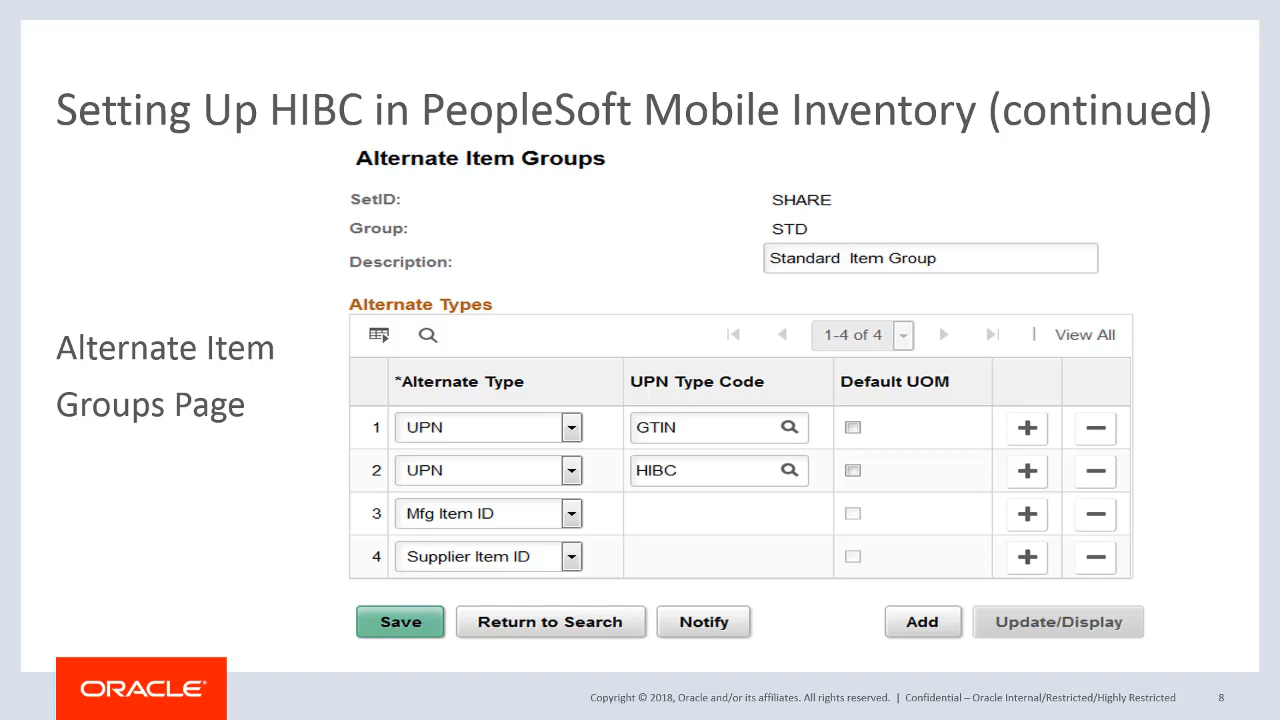 Setting Up HIBC in PeopleSoft Mobile Inventory (continued)
Alternate Item Groups
SetID: SHARE
Group: STD
Description: Standard Item Group
Alternate Item
Groups Page
Alternate Types
1-4 of 4 | View All
*Alternate Type UPN Type Code Default UOM
1 UPN GTIN
2 UPN HIBC
3 Mfg Item ID
4 Supplier Item ID
Save Return to Search Notify Add Update/Display
ORACLE®
Copyright © 2018, Oracle and/or its affiliates. All rights reserved. | Confidential – Oracle Internal/Restricted/Highly Restricted 8